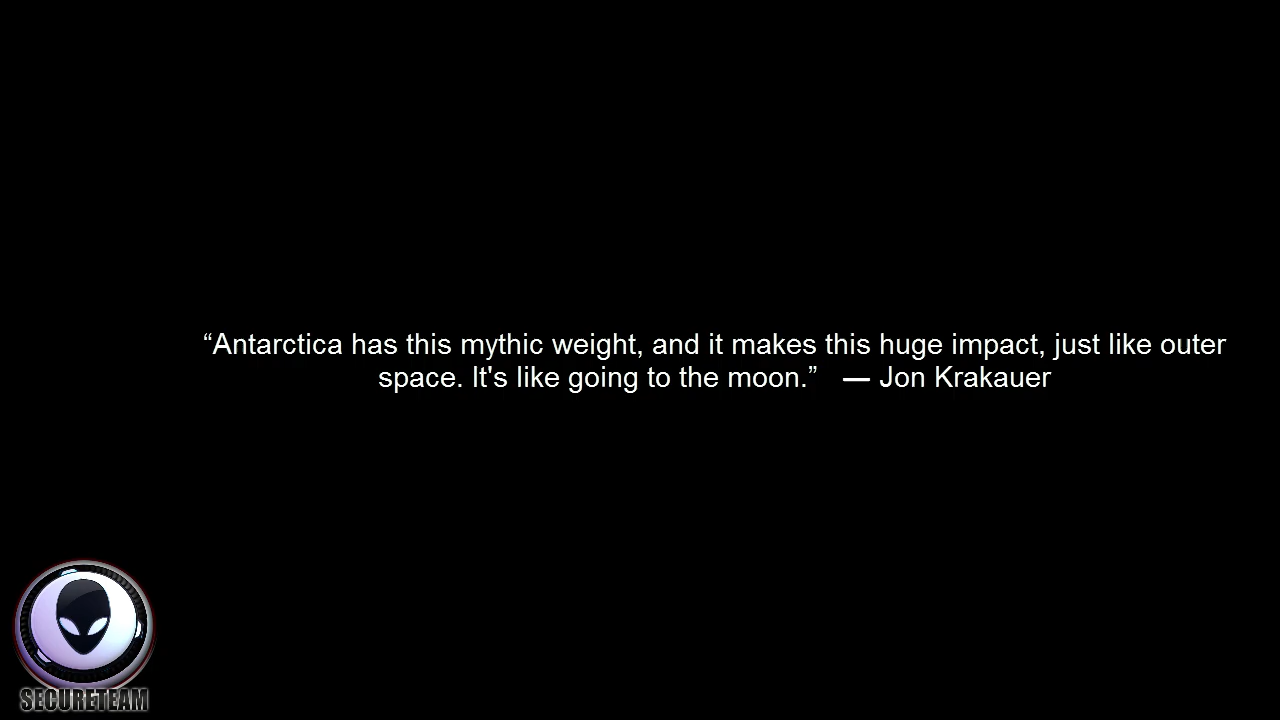 “Antarctica has this mythic weight, and it makes this huge impact, just like outer
space. It's like going to the moon.”   — Jon Krakauer
SECURETEAM